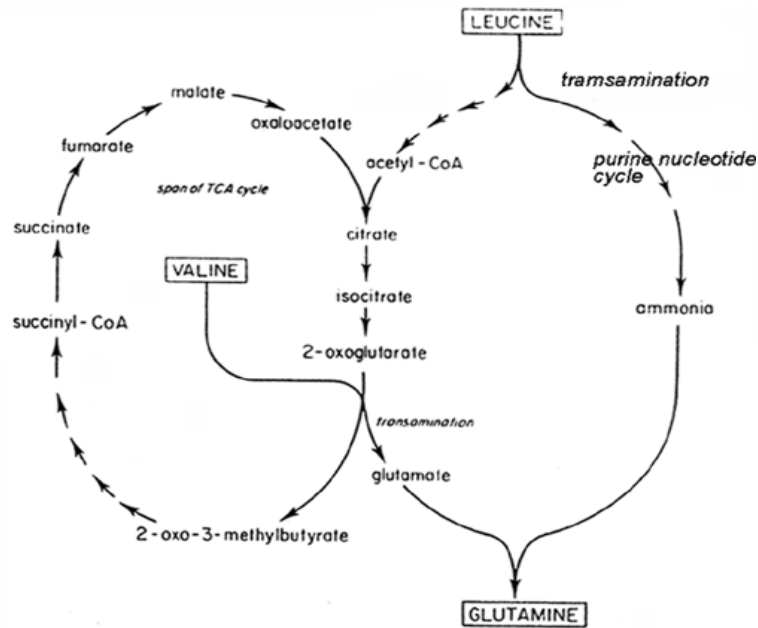 LEUCINE
tramsamination
malate
oxaloacetate
fumarate
acetyl-CoA
purine nucleotide
cycle
span of TCA cycle
succinate
citrate
VALINE
isocitrate
ammonia
succinyl-CoA
2-oxoglutarate
transamination
glutamate
2-oxo-3-methylbutyrate
GLUTAMINE